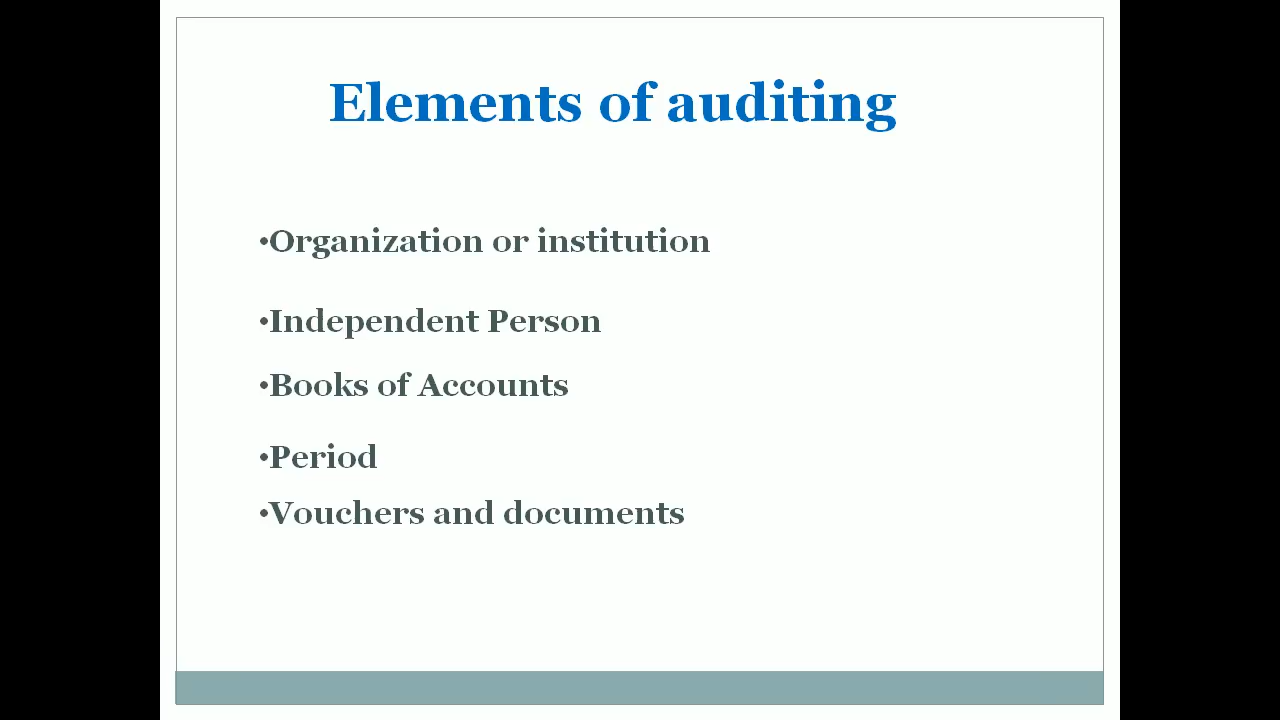 Elements of auditing
•Organization or institution
•Independent Person
•Books of Accounts
•Period
•Vouchers and documents